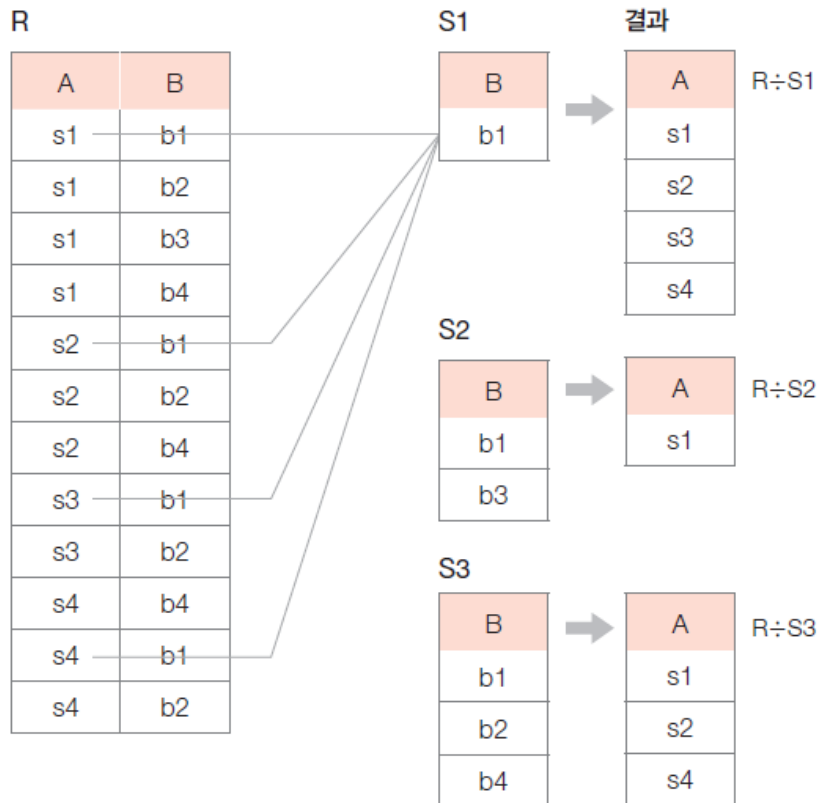 R
A B
s1 b1
s1 b2
s1 b3
s1 b4
s2 b1
s2 b2
s2 b4
s3 b1
s3 b2
s4 b4
s4 b1
s4 b2
S1
B
b1
결과
A
s1
s2
s3
s4
R÷S1
S2
B
b1
b3
A
s1
R÷S2
S3
B
b1
b2
b4
A
s1
s2
s4
R÷S3